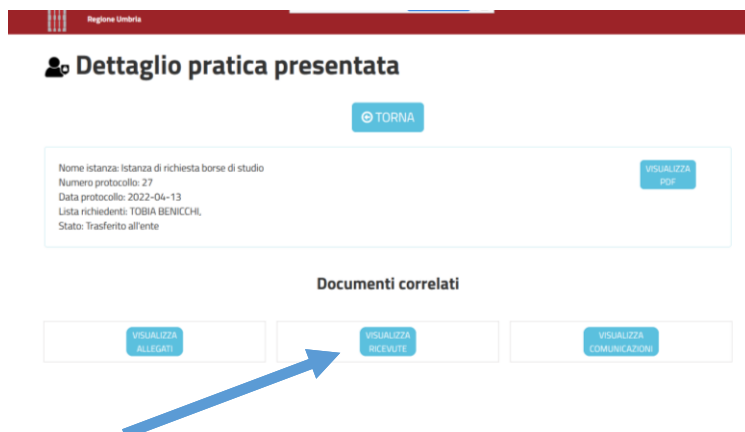 Regione Umbria
Dettaglio pratica presentata
TORNA
Nome istanza: Istanza di richiesta borse di studio
VISUALIZZA
PDF
Numero protocollo: 27
Data protocollo: 2022-04-13
Lista richiedenti: TOBIA BENICCHI,
Stato: Trasferito all'ente
Documenti correlati
VISUALIZZA
ALLEGATI
VISUALIZZA
RICEVUTE
VISUALIZZA
COMUNICAZIONI